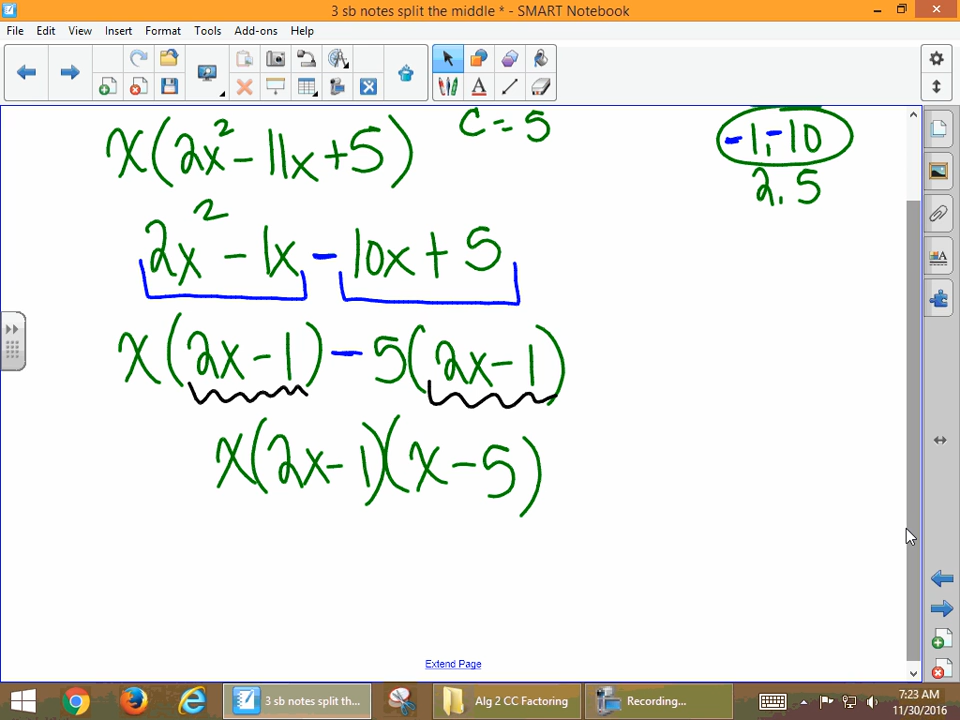 3 sb notes split the middle * - SMART Notebook
File Edit View Insert Format Tools Add-ons Help
x(2x² - 11x + 5) C = 5
-1, -10
2, 5
2x² - 1x - 10x + 5
x(2x - 1) - 5(2x - 1)
x(2x - 1)(x - 5)
Extend Page
3 sb notes split th... Alg 2 CC Factoring Recording... 7:23 AM
11/30/2016